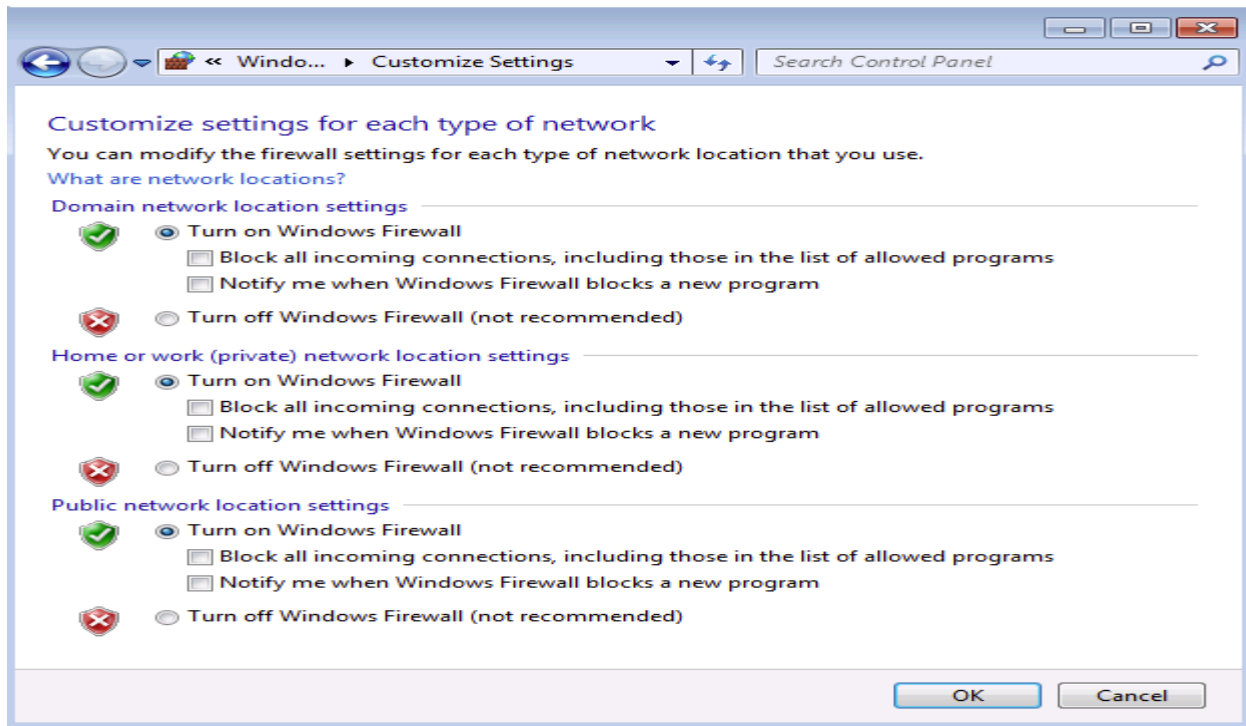 « Windo... ▸ Customize Settings
Search Control Panel
Customize settings for each type of network
You can modify the firewall settings for each type of network location that you use.
What are network locations?
Domain network location settings
Turn on Windows Firewall
Block all incoming connections, including those in the list of allowed programs
Notify me when Windows Firewall blocks a new program
Turn off Windows Firewall (not recommended)
Home or work (private) network location settings
Turn on Windows Firewall
Block all incoming connections, including those in the list of allowed programs
Notify me when Windows Firewall blocks a new program
Turn off Windows Firewall (not recommended)
Public network location settings
Turn on Windows Firewall
Block all incoming connections, including those in the list of allowed programs
Notify me when Windows Firewall blocks a new program
Turn off Windows Firewall (not recommended)
OK Cancel